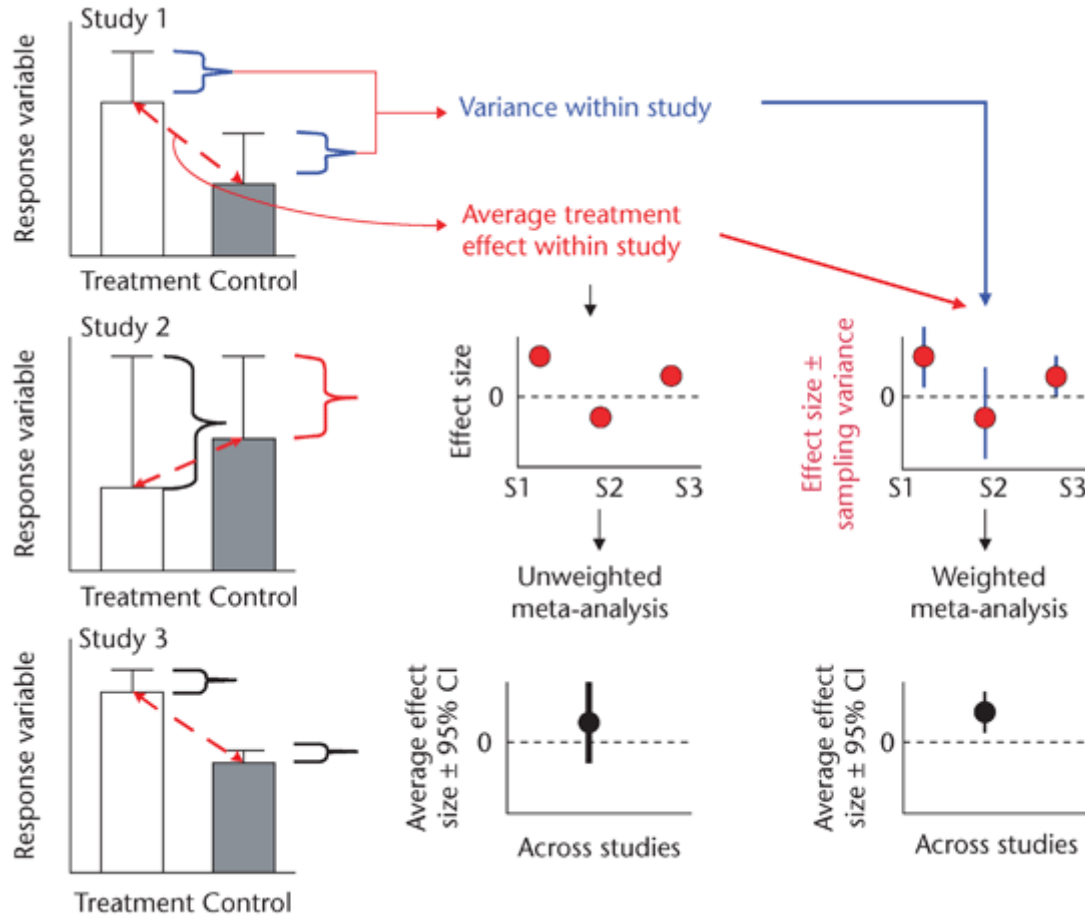 Study 1
Response variable
Treatment Control
Variance within study
Average treatment
effect within study
Study 2
Response variable
Treatment Control
Effect size
0
S1
S2
S3
Unweighted
meta-analysis
Effect size ±
sampling variance
0
S1
S2
S3
Weighted
meta-analysis
Study 3
Response variable
Treatment Control
Average effect
size ± 95% CI
0
Across studies
Average effect
size ± 95% CI
0
Across studies